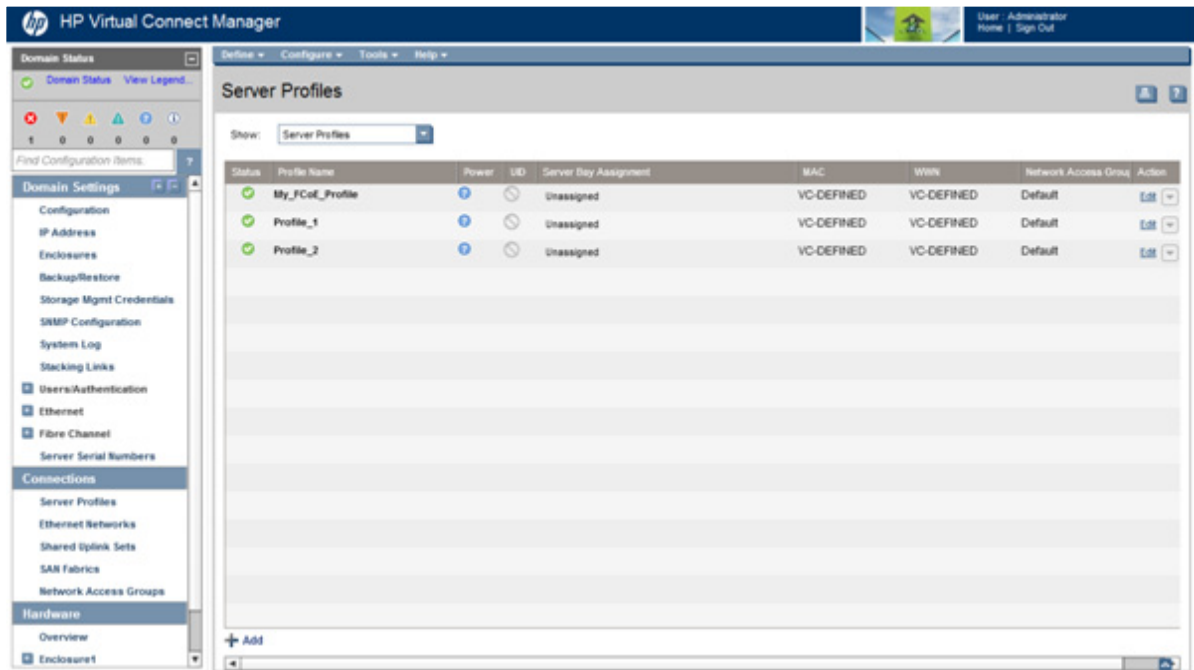 hp HP Virtual Connect Manager
User : Administrator
Home | Sign Out
Domain Status
Domain Status View Legend...
1 0 0 0 0 0
Find Configuration Items. ?
Domain Settings
Configuration
IP Address
Enclosures
Backup/Restore
Storage Mgmt Credentials
SNMP Configuration
System Log
Stacking Links
Users/Authentication
Ethernet
Fibre Channel
Server Serial Numbers
Connections
Server Profiles
Ethernet Networks
Shared Uplink Sets
SAN Fabrics
Network Access Groups
Hardware
Overview
Enclosure1
Define Configure Tools Help
Server Profiles ?
Show: Server Profiles
Status Profile Name Power UID Server Bay Assignment MAC WWN Network Access Group Action
My_FCoE_Profile ? Unassigned VC-DEFINED VC-DEFINED Default Edit
Profile_1 ? Unassigned VC-DEFINED VC-DEFINED Default Edit
Profile_2 ? Unassigned VC-DEFINED VC-DEFINED Default Edit
+ Add